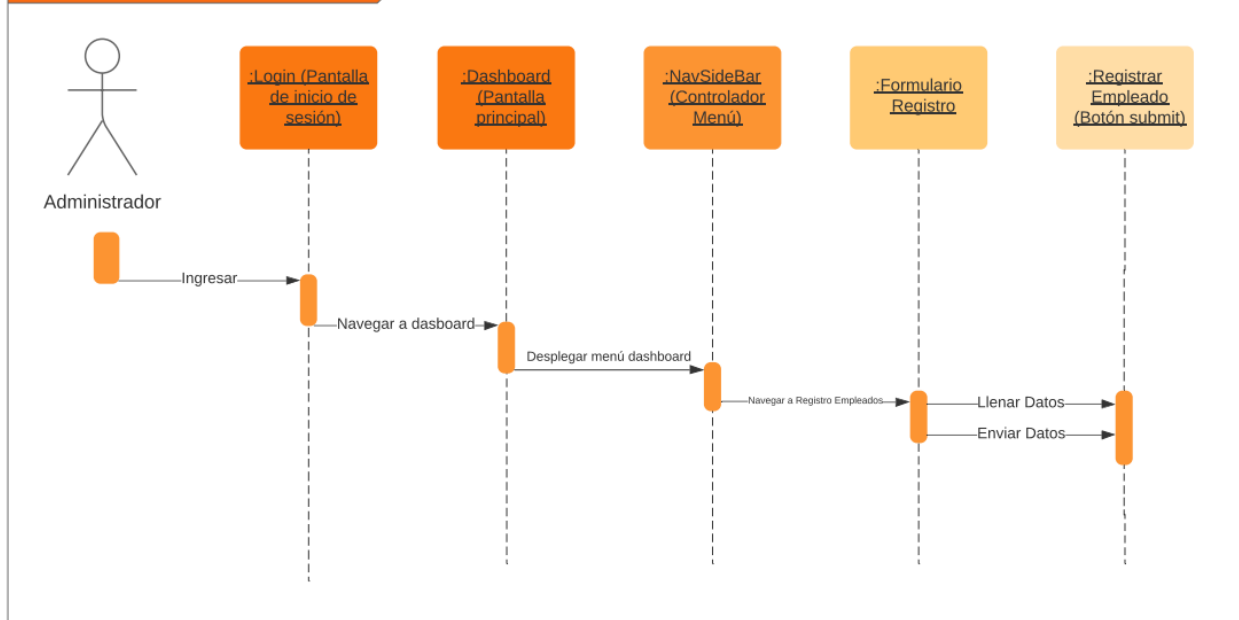 :Login (Pantalla
de inicio de
sesión)
:Dashboard
(Pantalla
principal)
:NavSideBar
(Controlador
Menú)
:Formulario
Registro
:Registrar
Empleado
(Botón submit)
Administrador
Ingresar
Navegar a dasboard
Desplegar menú dashboard
Navegar a Registro Empleados
Llenar Datos
Enviar Datos